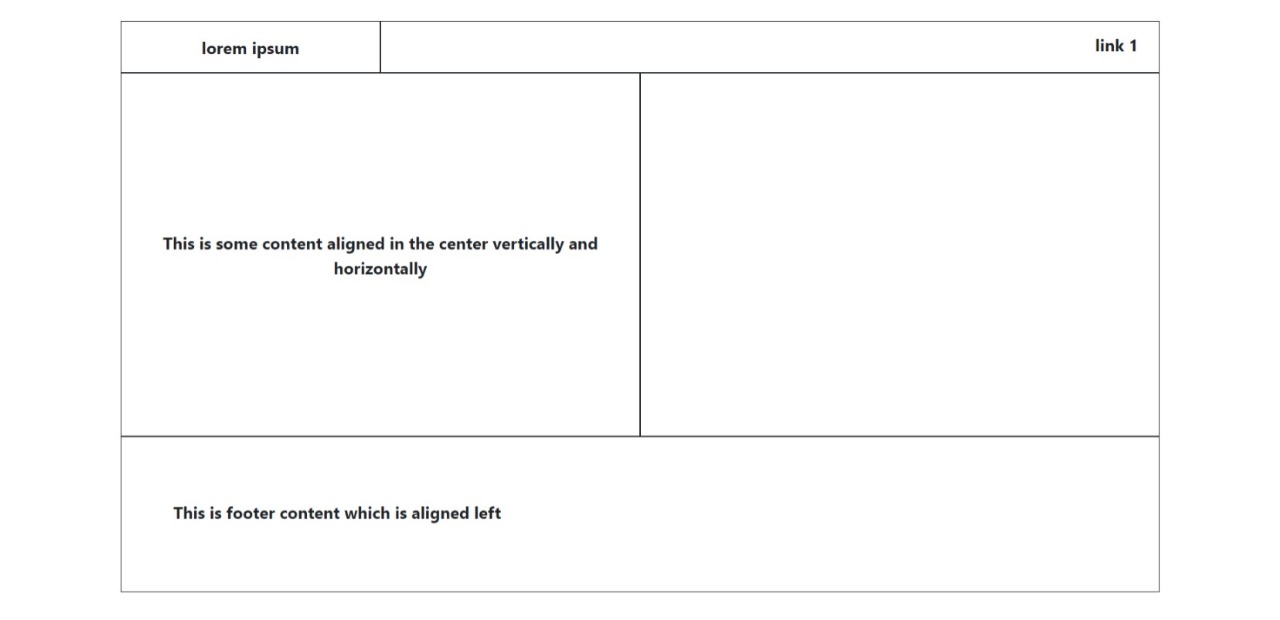 lorem ipsum
link 1
This is some content aligned in the center vertically and
horizontally
This is footer content which is aligned left